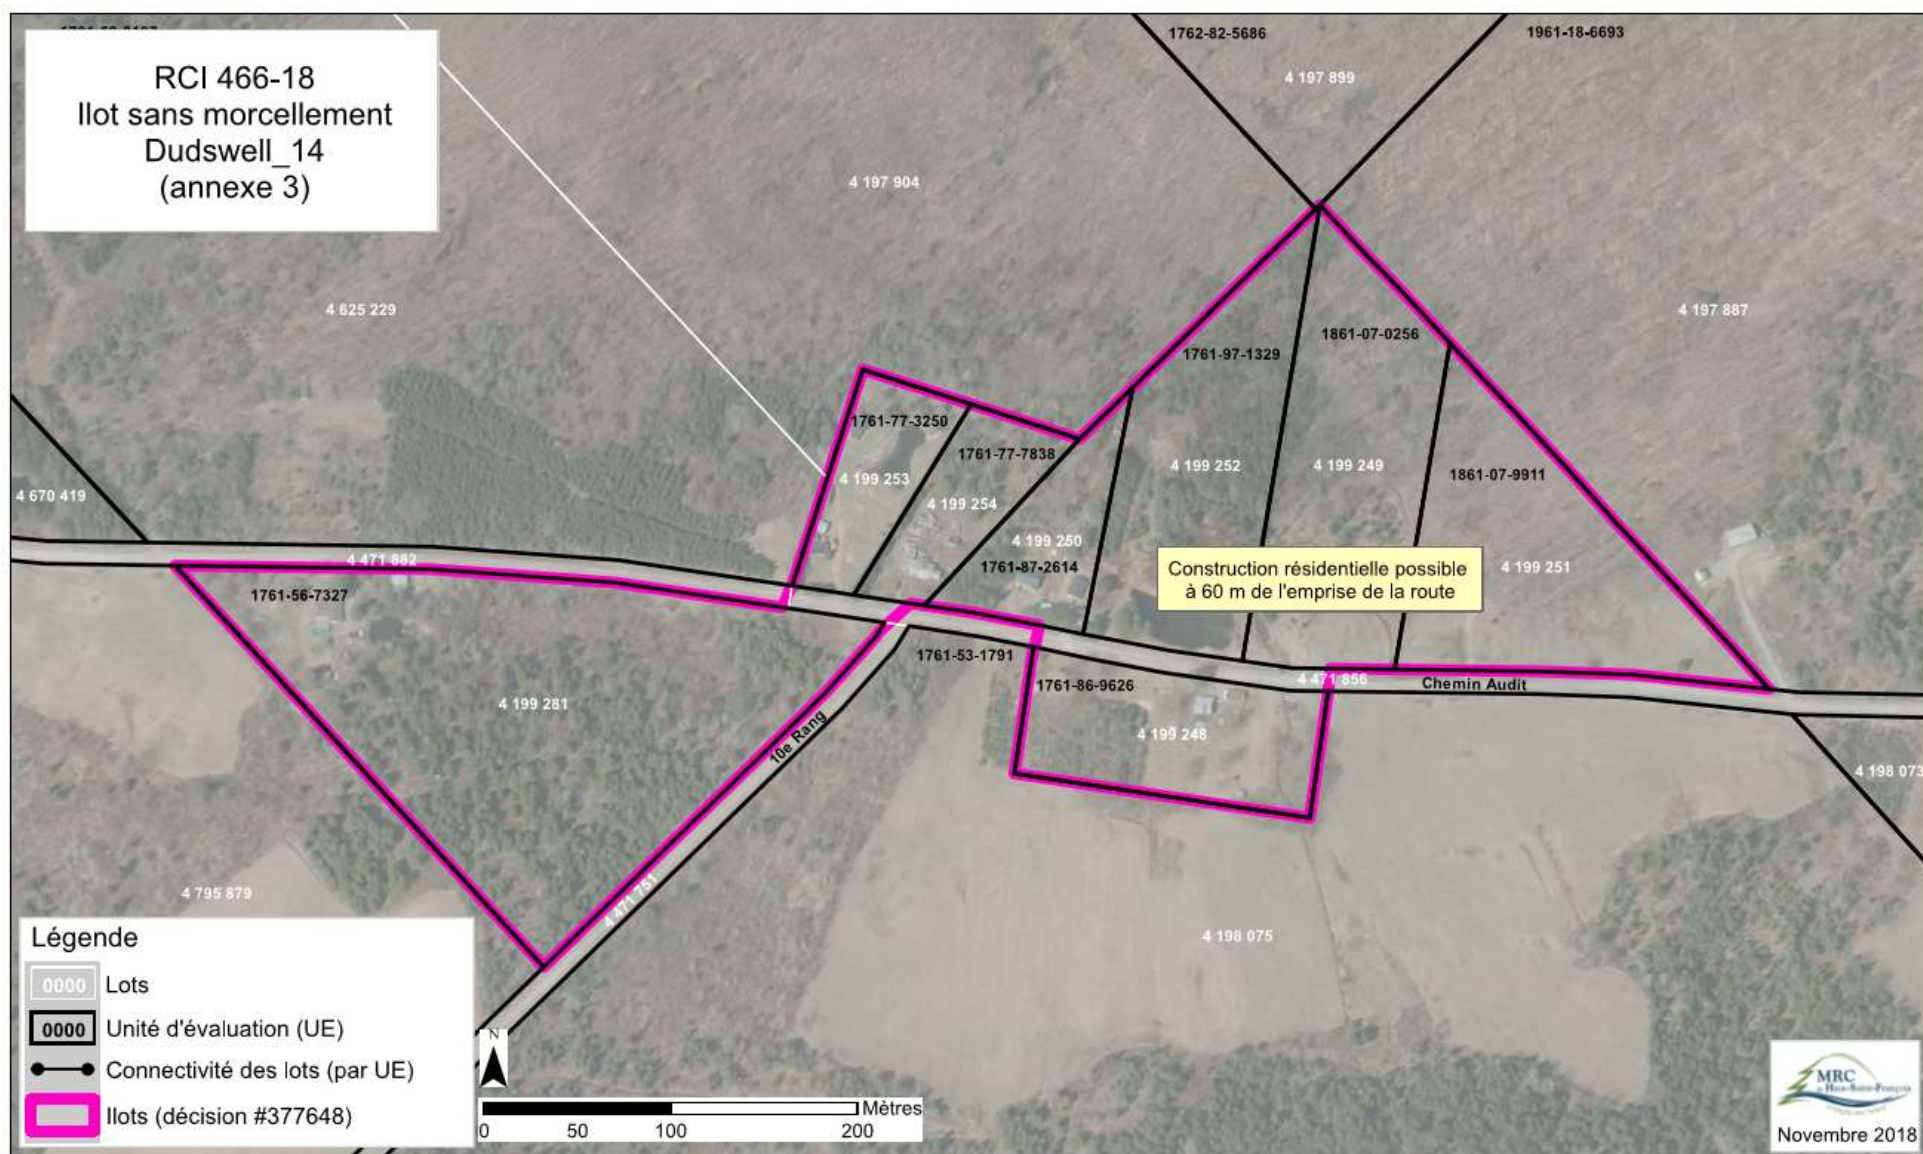 RCI 466-18
Ilot sans morcellement
Dudswell_14
(annexe 3)
1762-82-5686
1961-18-6693
4 197 899
4 197 904
4 625 229
4 197 887
1861-07-0256
1761-97-1329
1761-77-3250
1761-77-7838
4 199 252
4 199 249
1861-07-9911
4 199 253
4 670 419
4 199 254
4 199 250
4 471 882
1761-87-2614
Construction résidentielle possible
à 60 m de l'emprise de la route
4 199 251
1761-56-7327
1761-53-1791
1761-86-9626
4 471 856
Chemin Audit
4 199 281
10e Rang
4 199 248
4 198 073
4 795 879
4 471 751
4 198 075
Légende
0000 Lots
0000 Unité d'évaluation (UE)
Connectivité des lots (par UE)
Ilots (décision #377648)
N
Mètres
0 50 100 200
MRC
du Haut-Saint-François
Novembre 2018